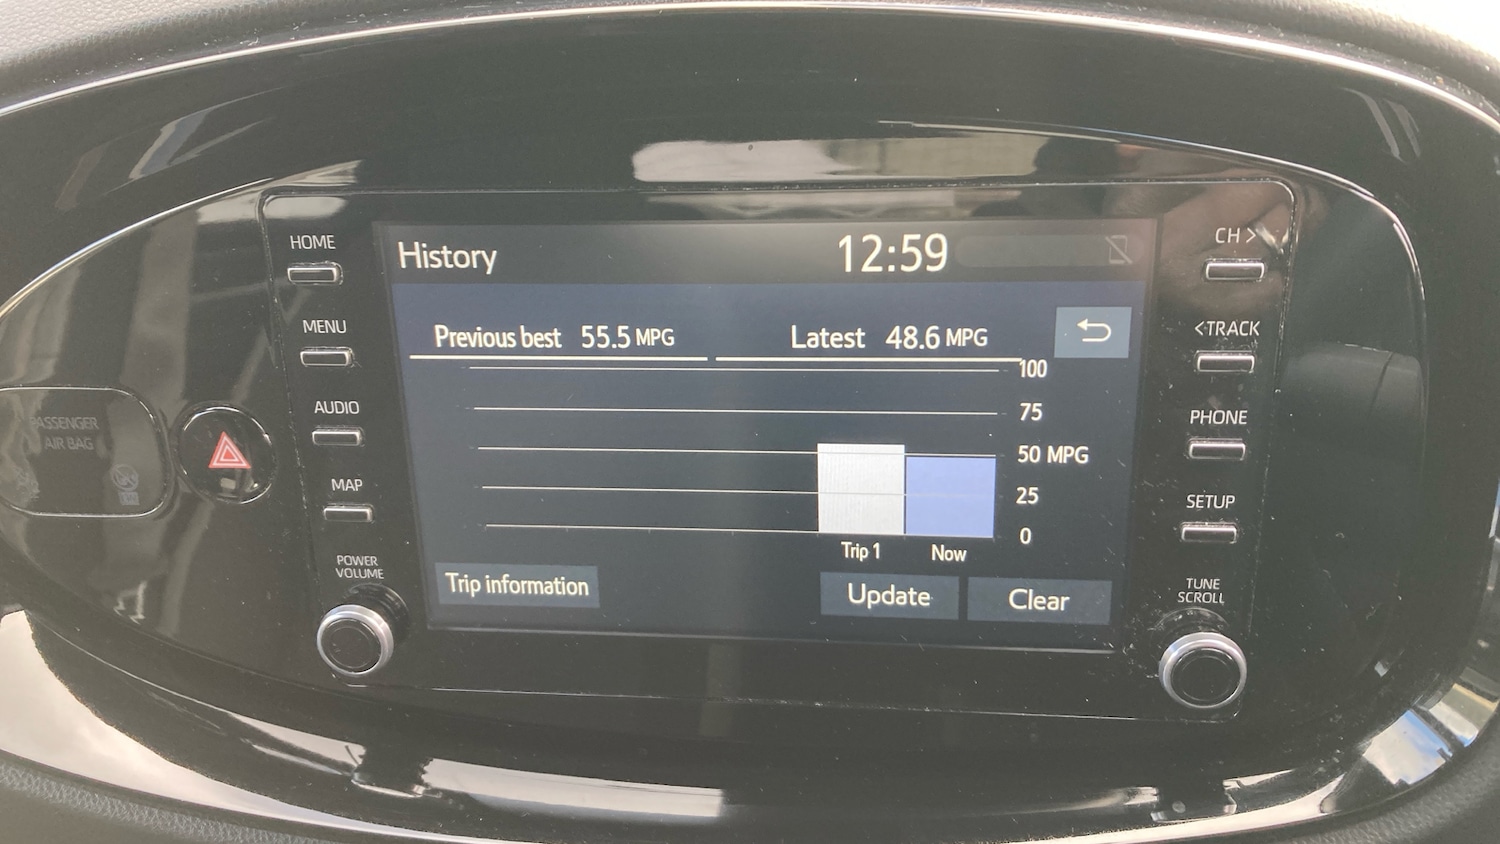 HOME
MENU
AUDIO
MAP
POWER
VOLUME
PASSENGER
AIR BAG
History
12:59
Previous best 55.5 MPG
Latest 48.6 MPG
100
75
50 MPG
25
0
Trip 1
Now
Trip information
Update
Clear
CH >
<TRACK
PHONE
SETUP
TUNE
SCROLL